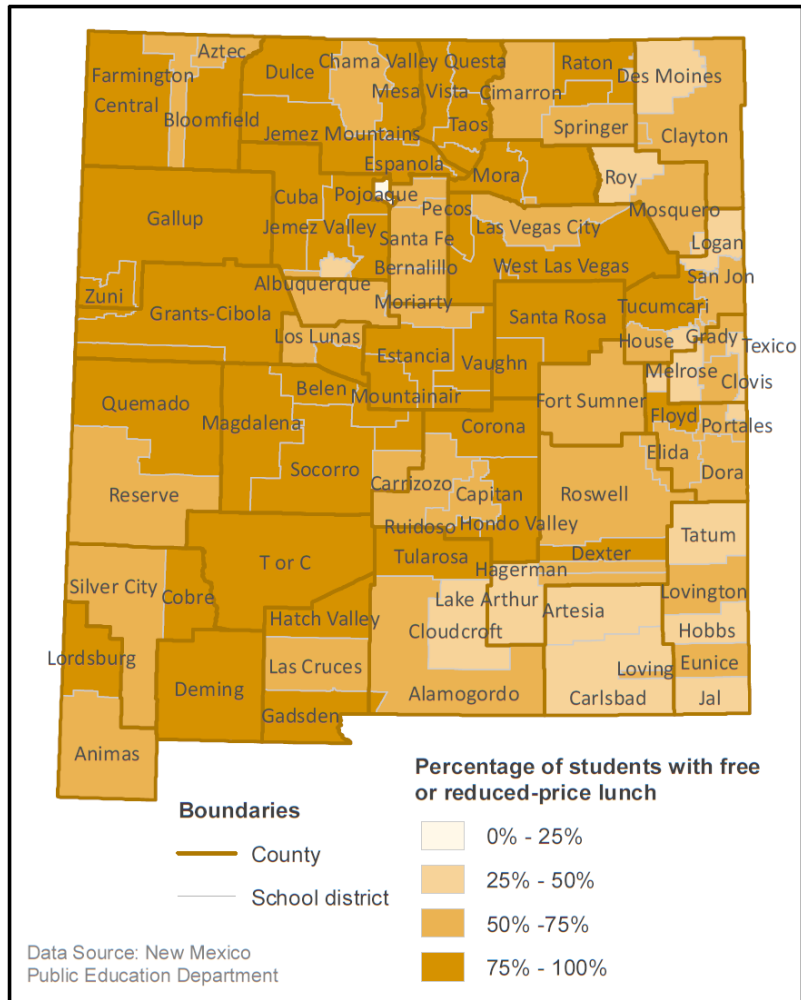 Aztec
Chama Valley
Questa
Farmington
Dulce
Raton
Des Moines
Central
Mesa Vista
Cimarron
Bloomfield
Jemez Mountains
Taos
Springer
Clayton
Espanola
Mora
Roy
Cuba
Pojoaque
Gallup
Pecos
Mosquero
Jemez Valley
Santa Fe
Las Vegas City
Logan
Bernalillo
West Las Vegas
San Jon
Albuquerque
Zuni
Moriarty
Tucumcari
Grants-Cibola
Santa Rosa
Los Lunas
House
Grady
Texico
Estancia
Vaughn
Melrose
Clovis
Belen
Mountainair
Fort Sumner
Quemado
Magdalena
Corona
Floyd
Portales
Socorro
Elida
Carrizozo
Dora
Reserve
Capitan
Roswell
Ruidoso
Hondo Valley
Tatum
T or C
Tularosa
Dexter
Hagerman
Silver City
Cobre
Lake Arthur
Artesia
Lovington
Hatch Valley
Cloudcroft
Hobbs
Lordsburg
Las Cruces
Loving
Eunice
Deming
Alamogordo
Carlsbad
Jal
Gadsden
Animas
Percentage of students with free
or reduced-price lunch
0% - 25%
25% - 50%
50% -75%
75% - 100%
Boundaries
County
School district
Data Source: New Mexico
Public Education Department